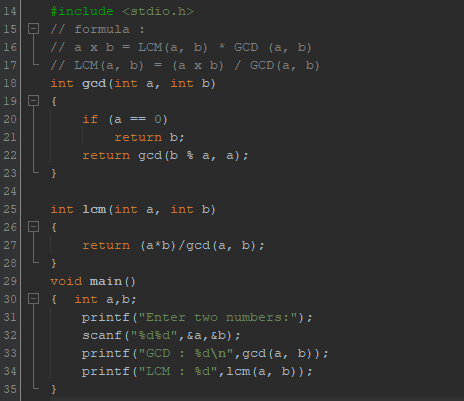 14 #include <stdio.h>
15 // formula :
16 // a x b = LCM(a, b) * GCD (a, b)
17 // LCM(a, b) = (a x b) / GCD(a, b)
18 int gcd(int a, int b)
19 {
20     if (a == 0)
21         return b;
22     return gcd(b % a, a);
23 }
24
25 int lcm(int a, int b)
26 {
27     return (a*b)/gcd(a, b);
28 }
29 void main()
30 {  int a,b;
31     printf("Enter two numbers:");
32     scanf("%d%d",&a,&b);
33     printf("GCD : %d\n",gcd(a, b));
34     printf("LCM : %d",lcm(a, b));
35 }